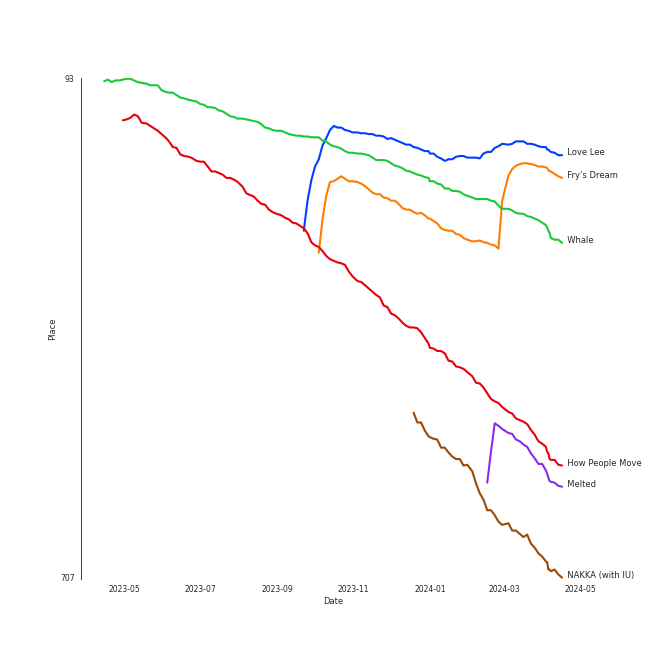 93
Love Lee
Fry's Dream
Whale
Place
How People Move
Melted
NAKKA (with IU)
707
2023-05 2023-07 2023-09 2023-11 2024-01 2024-03 2024-05
Date